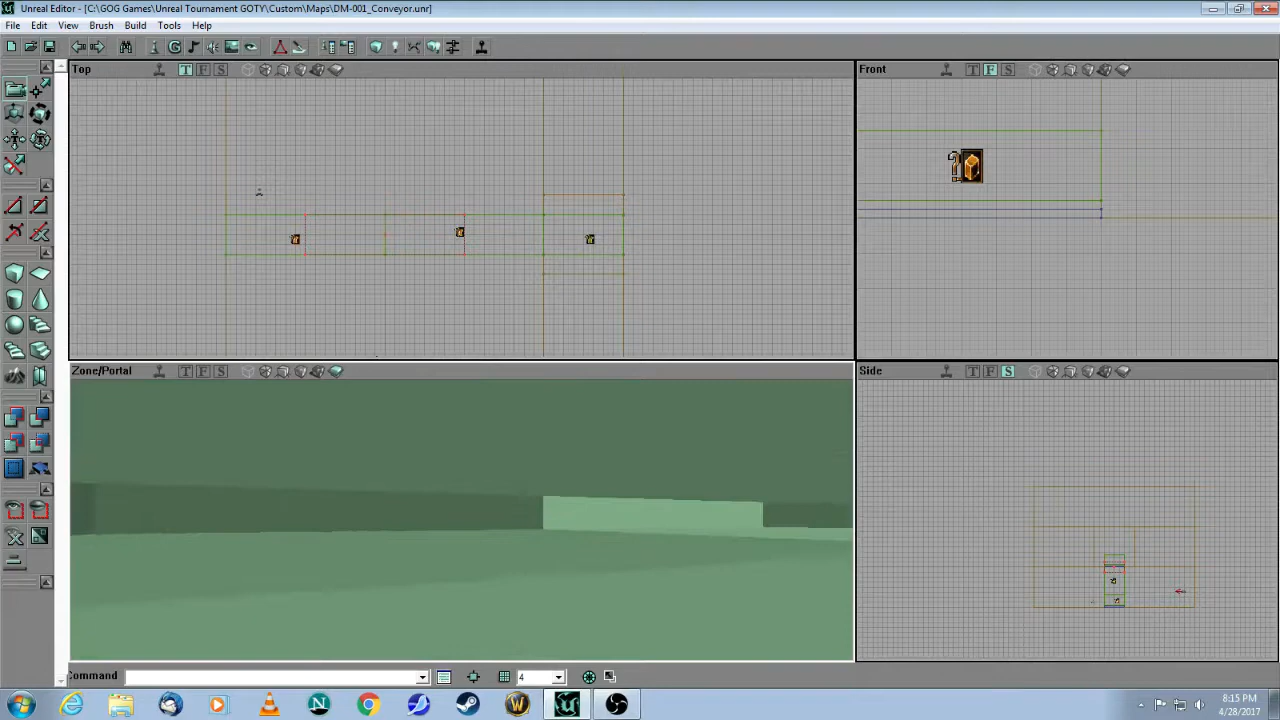 Unreal Editor - [C:\GOG Games\Unreal Tournament GOTY\Custom\Maps\DM-001_Conveyor.unr]
File Edit View Brush Build Tools Help
Top T F S
Front T F S
Zone/Portal T F S
Side T F S
Command 4
8:15 PM
4/28/2017